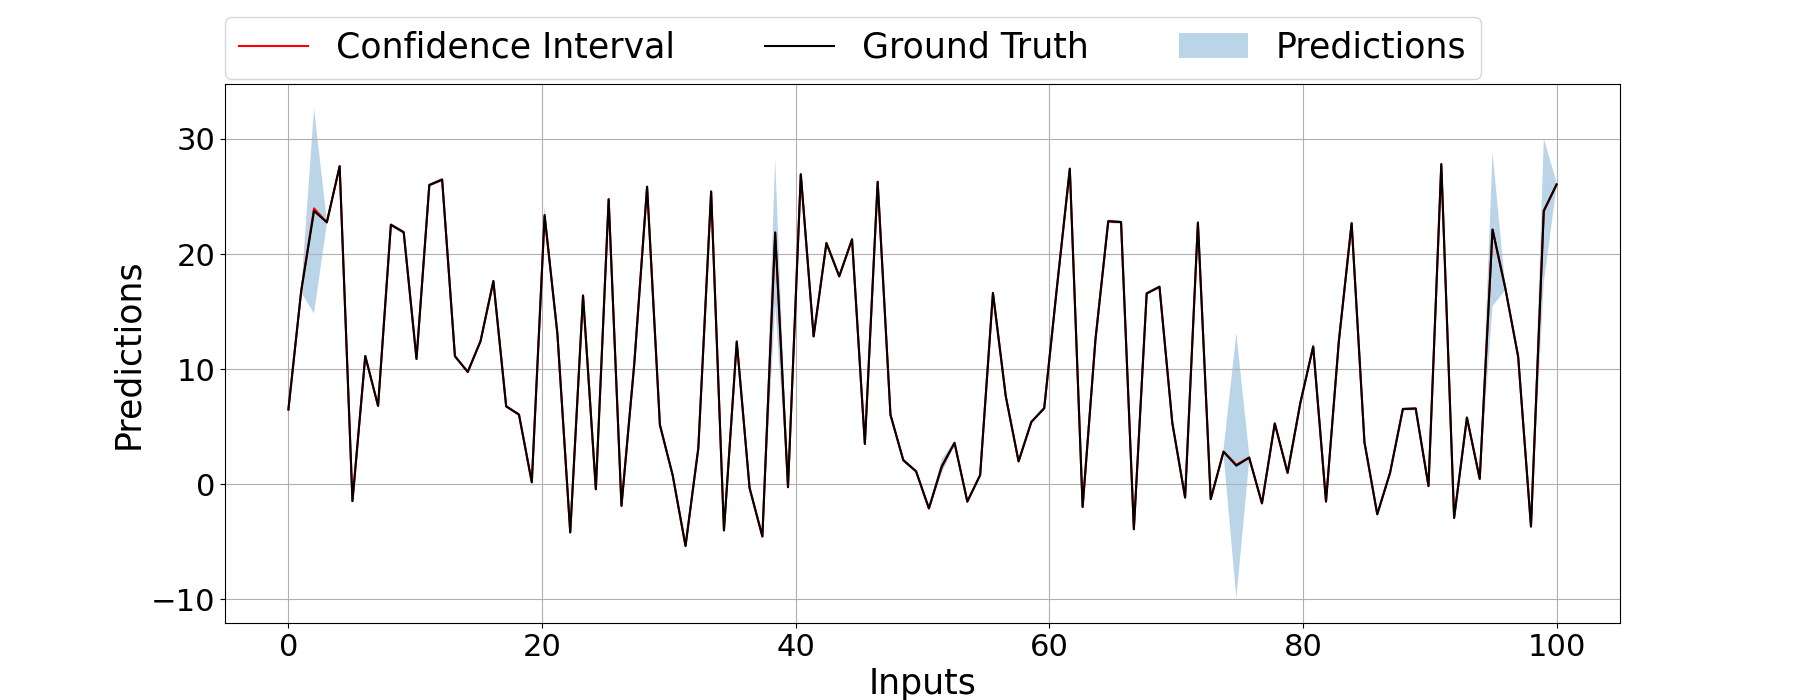 Confidence Interval Ground Truth Predictions
30
20
10
0
−10
Predictions
0 20 40 60 80 100
Inputs